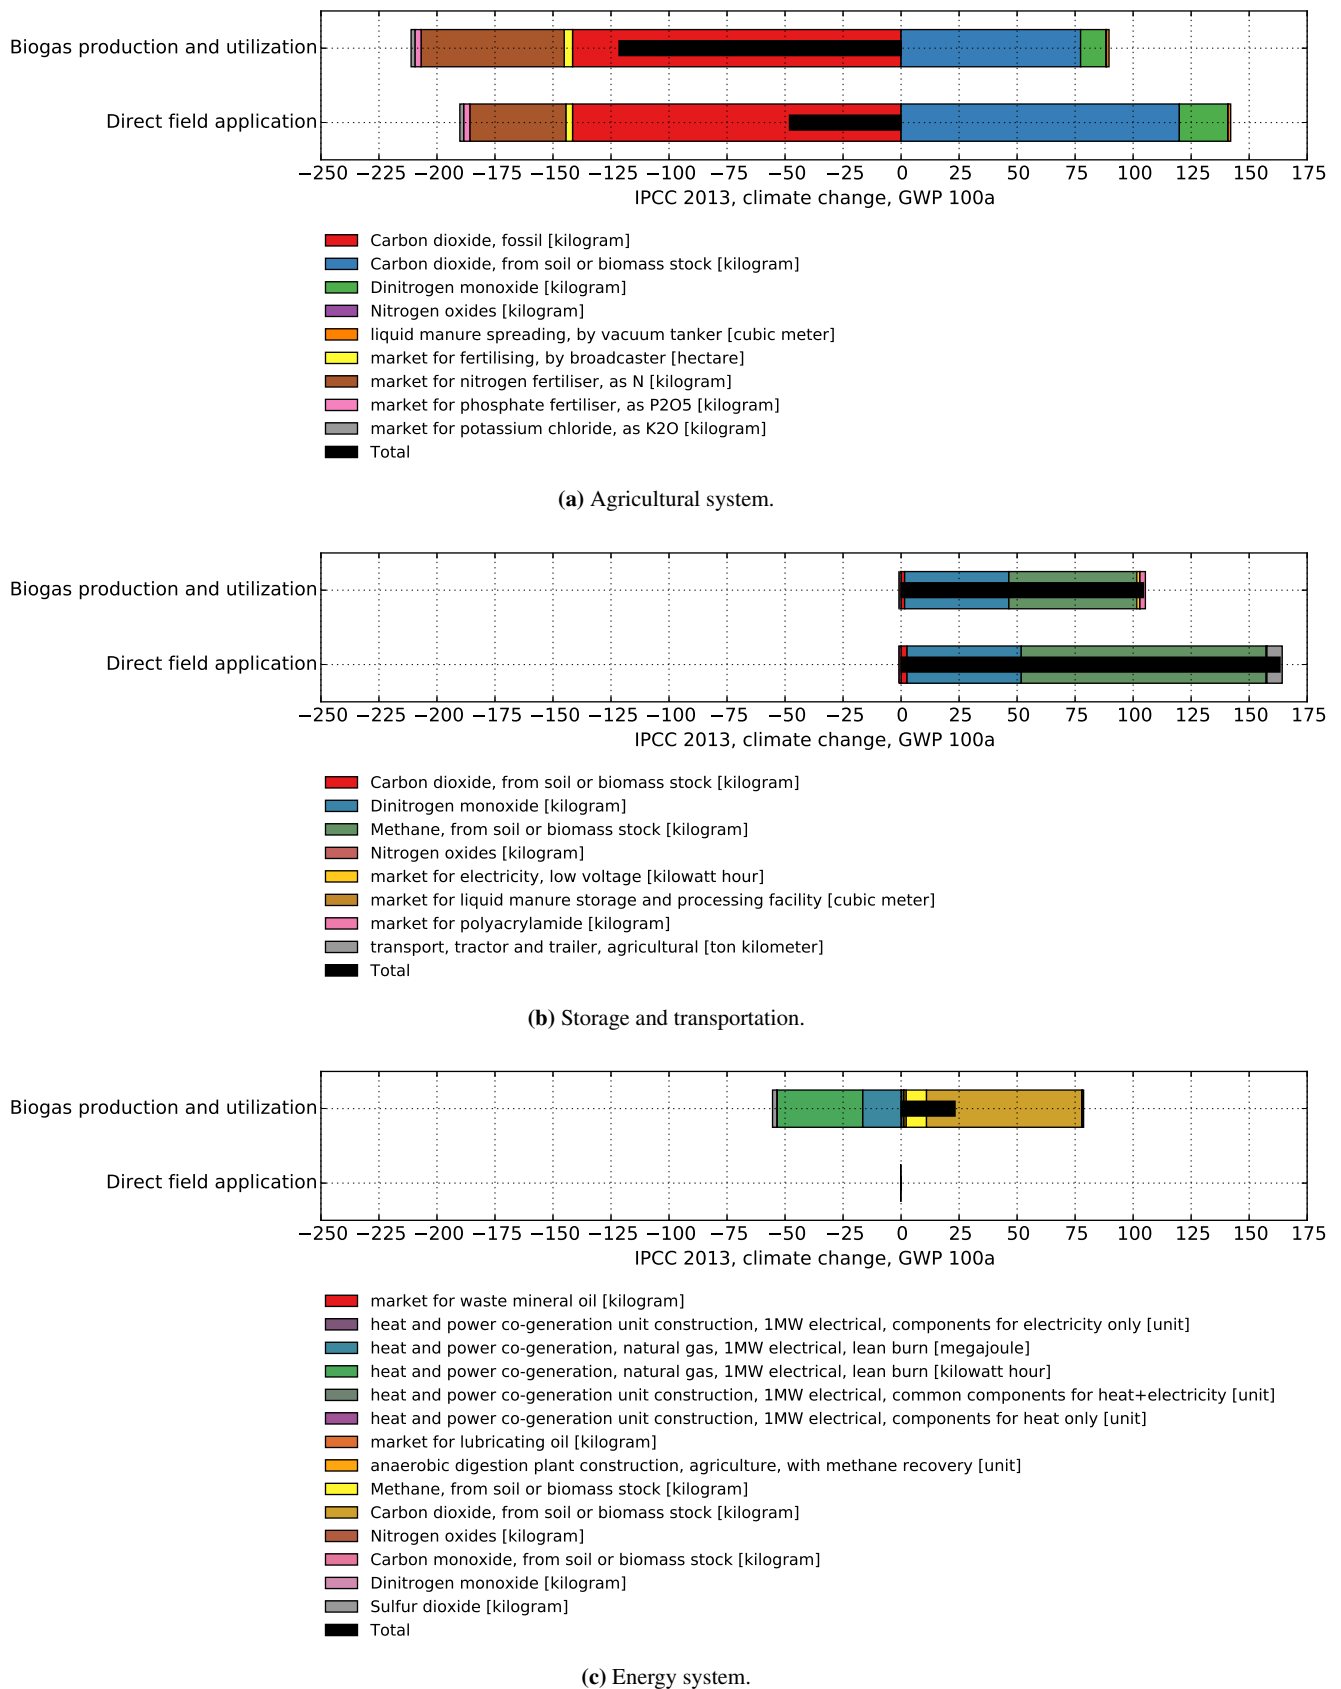 Biogas production and utilization
Direct field application
−250 −225 −200 −175 −150 −125 −100 −75 −50 −25 0 25 50 75 100 125 150 175
IPCC 2013, climate change, GWP 100a
Carbon dioxide, fossil [kilogram]
Carbon dioxide, from soil or biomass stock [kilogram]
Dinitrogen monoxide [kilogram]
Nitrogen oxides [kilogram]
liquid manure spreading, by vacuum tanker [cubic meter]
market for fertilising, by broadcaster [hectare]
market for nitrogen fertiliser, as N [kilogram]
market for phosphate fertiliser, as P2O5 [kilogram]
market for potassium chloride, as K2O [kilogram]
Total
(a) Agricultural system.
Biogas production and utilization
Direct field application
−250 −225 −200 −175 −150 −125 −100 −75 −50 −25 0 25 50 75 100 125 150 175
IPCC 2013, climate change, GWP 100a
Carbon dioxide, from soil or biomass stock [kilogram]
Dinitrogen monoxide [kilogram]
Methane, from soil or biomass stock [kilogram]
Nitrogen oxides [kilogram]
market for electricity, low voltage [kilowatt hour]
market for liquid manure storage and processing facility [cubic meter]
market for polyacrylamide [kilogram]
transport, tractor and trailer, agricultural [ton kilometer]
Total
(b) Storage and transportation.
Biogas production and utilization
Direct field application
−250 −225 −200 −175 −150 −125 −100 −75 −50 −25 0 25 50 75 100 125 150 175
IPCC 2013, climate change, GWP 100a
market for waste mineral oil [kilogram]
heat and power co-generation unit construction, 1MW electrical, components for electricity only [unit]
heat and power co-generation, natural gas, 1MW electrical, lean burn [megajoule]
heat and power co-generation, natural gas, 1MW electrical, lean burn [kilowatt hour]
heat and power co-generation unit construction, 1MW electrical, common components for heat+electricity [unit]
heat and power co-generation unit construction, 1MW electrical, components for heat only [unit]
market for lubricating oil [kilogram]
anaerobic digestion plant construction, agriculture, with methane recovery [unit]
Methane, from soil or biomass stock [kilogram]
Carbon dioxide, from soil or biomass stock [kilogram]
Nitrogen oxides [kilogram]
Carbon monoxide, from soil or biomass stock [kilogram]
Dinitrogen monoxide [kilogram]
Sulfur dioxide [kilogram]
Total
(c) Energy system.